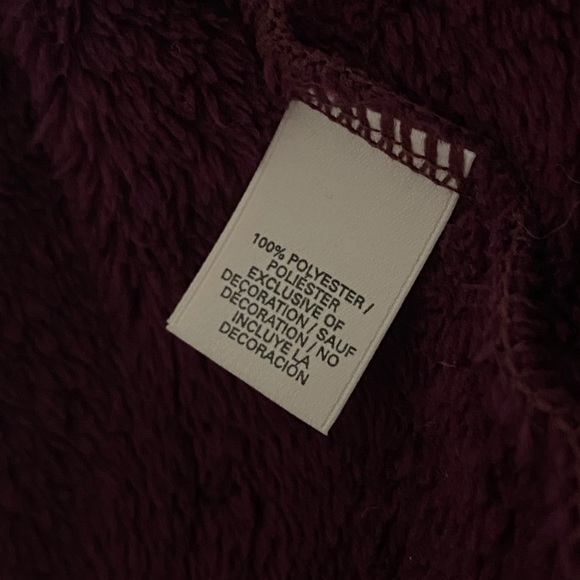 100% POLYESTER /
POLIÉSTER
EXCLUSIVE OF
DECORATION / SAUF
DÉCORATION / NO
INCLUYE LA
DECORACIÓN